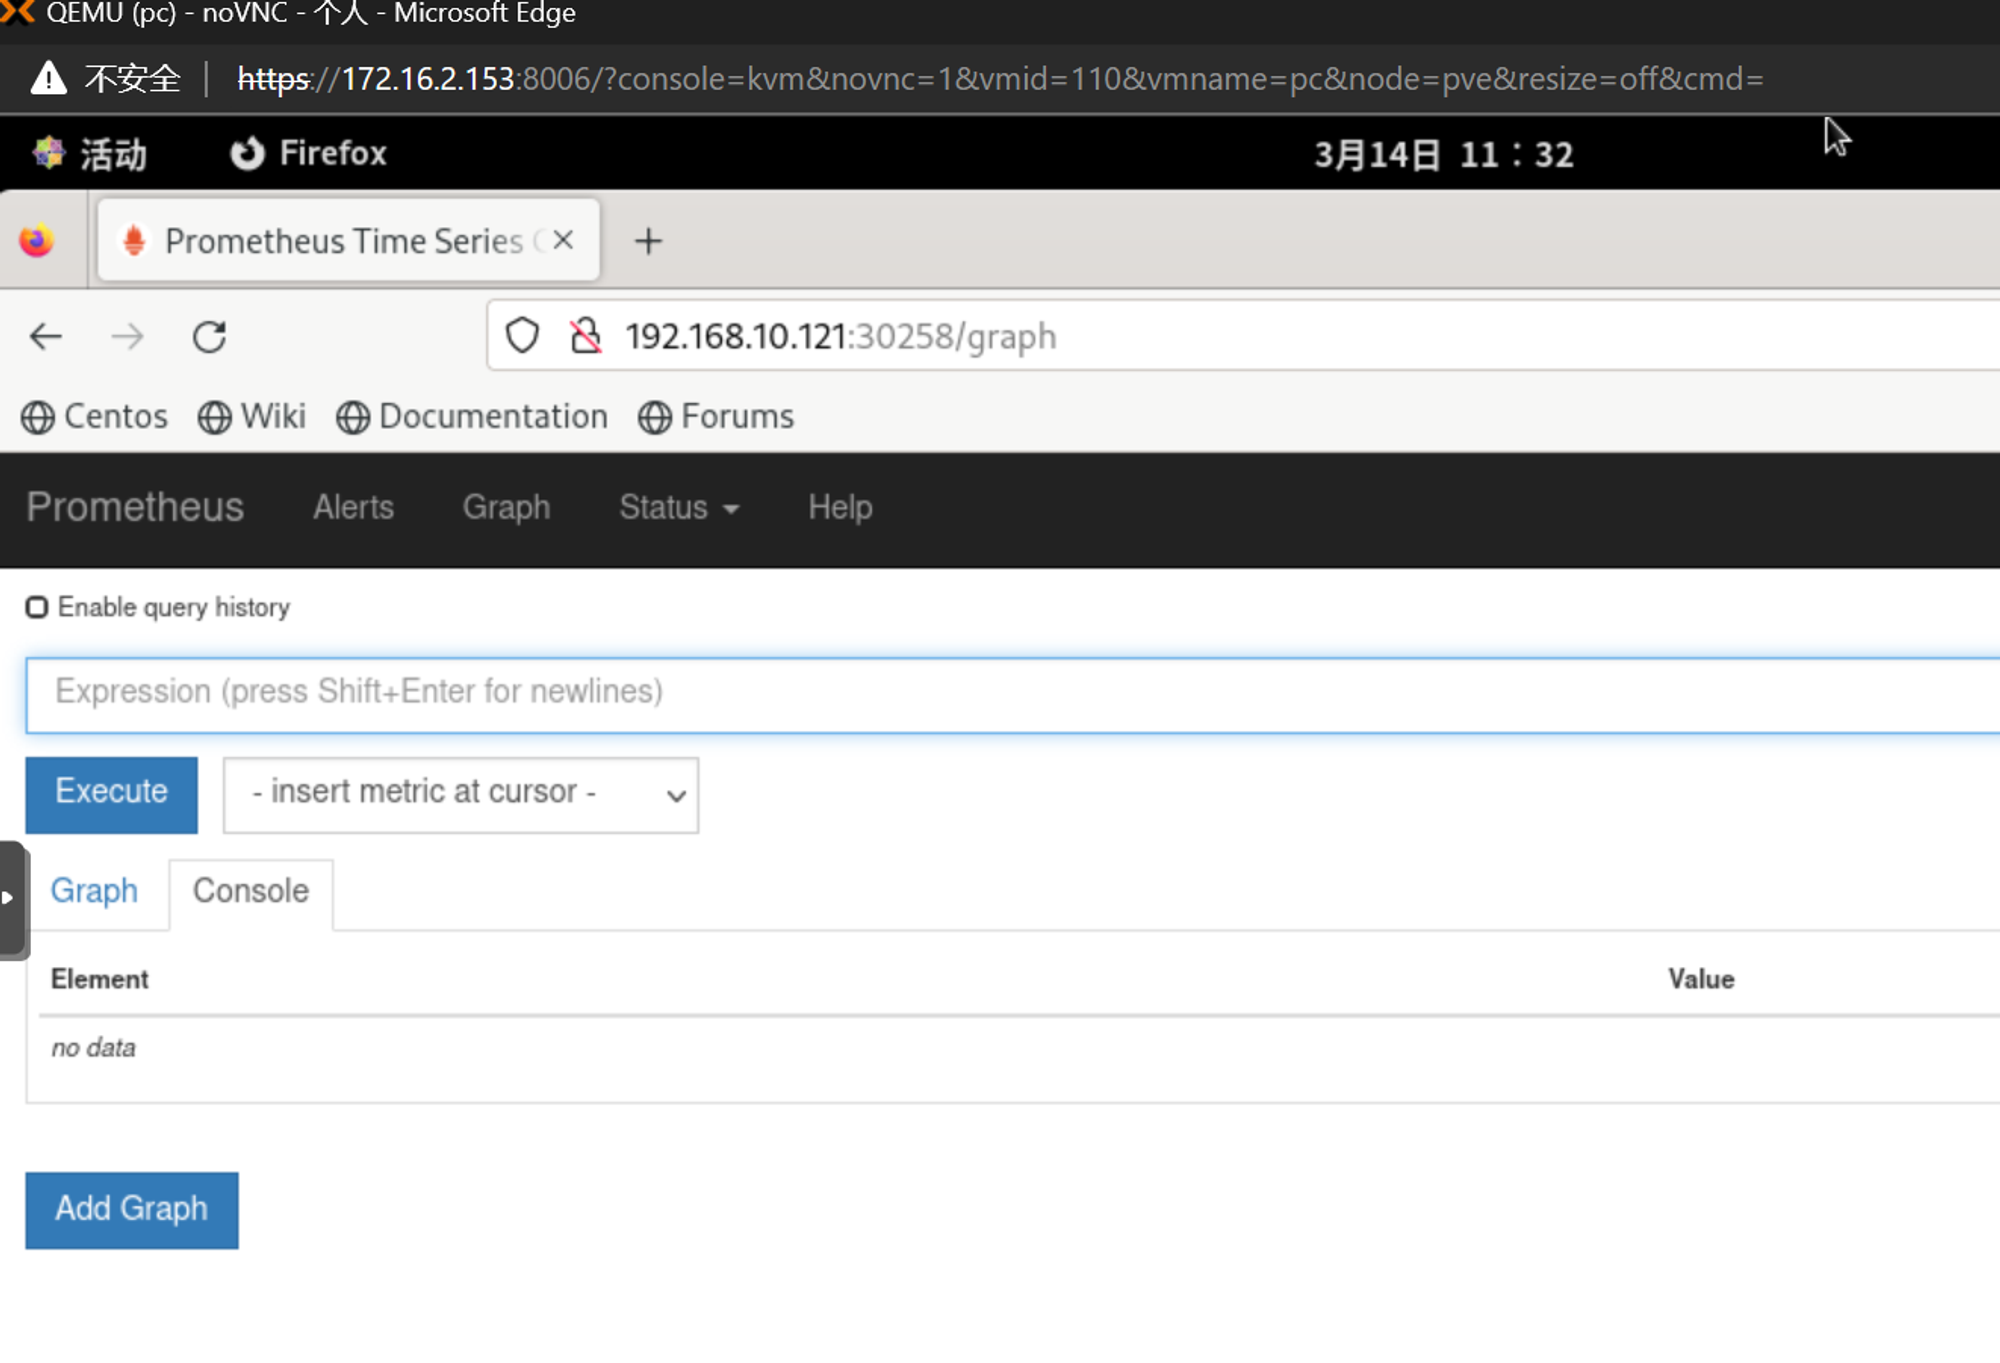 QEMU (pc) - noVNC - 个人 - Microsoft Edge
不安全 https://172.16.2.153:8006/?console=kvm&novnc=1&vmid=110&vmname=pc&node=pve&resize=off&cmd=
活动 Firefox 3月14日 11：32
Prometheus Time Series
192.168.10.121:30258/graph
Centos Wiki Documentation Forums
Prometheus Alerts Graph Status Help
Enable query history
Expression (press Shift+Enter for newlines)
Execute - insert metric at cursor -
Graph Console
Element Value
no data
Add Graph